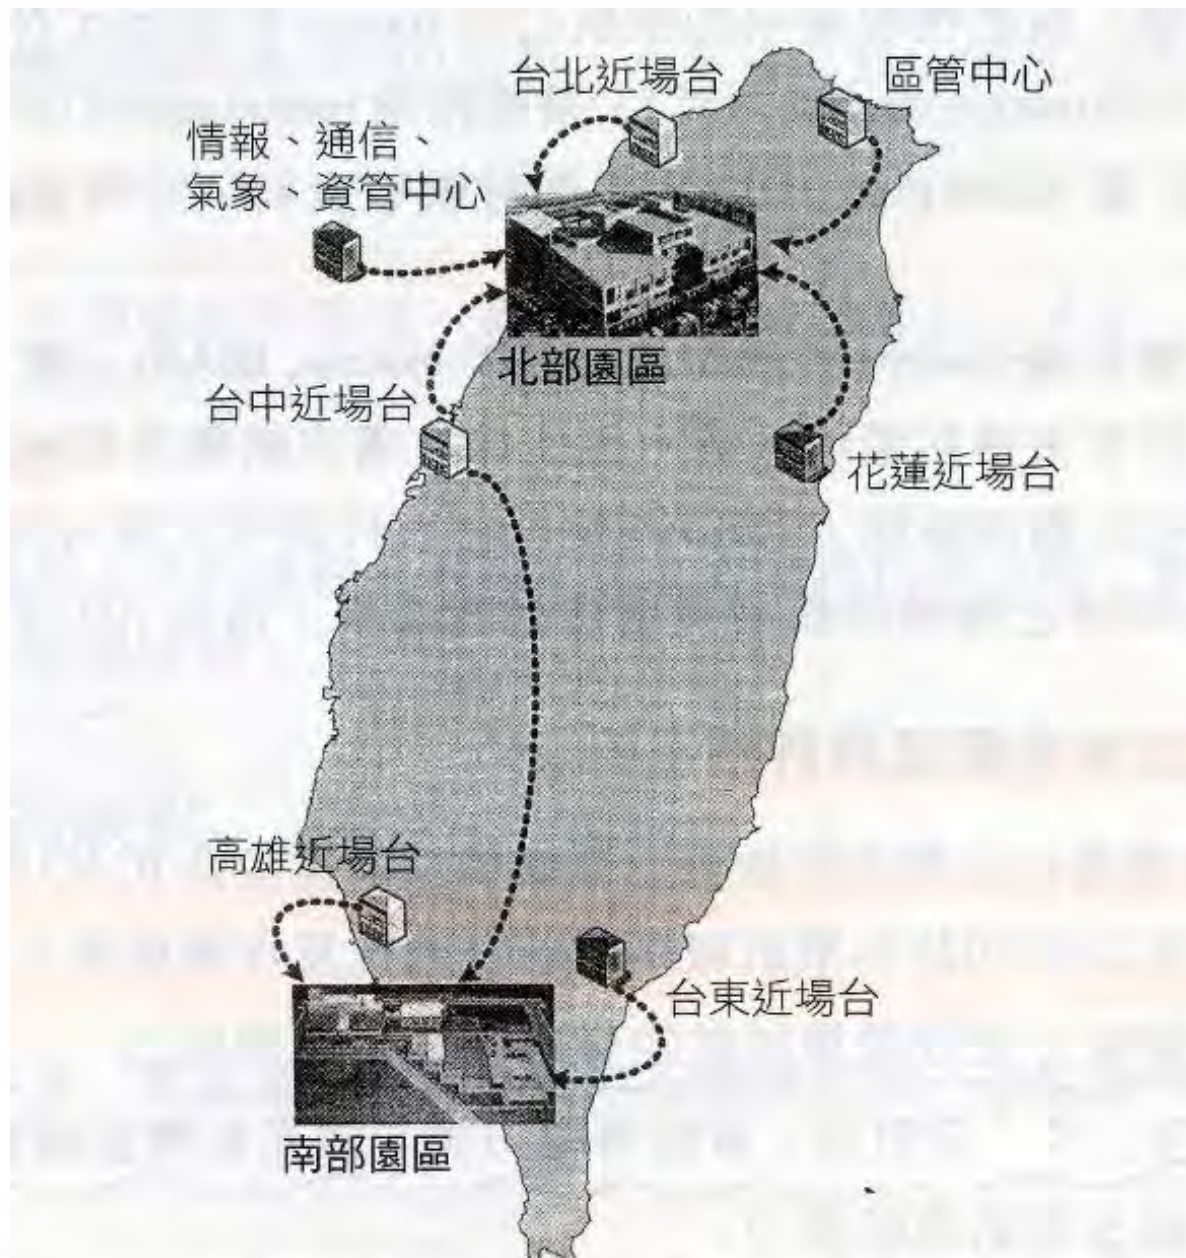 台北近場台
區管中心
情報、通信、
氣象、資管中心
北部園區
台中近場台
花蓮近場台
高雄近場台
台東近場台
南部園區